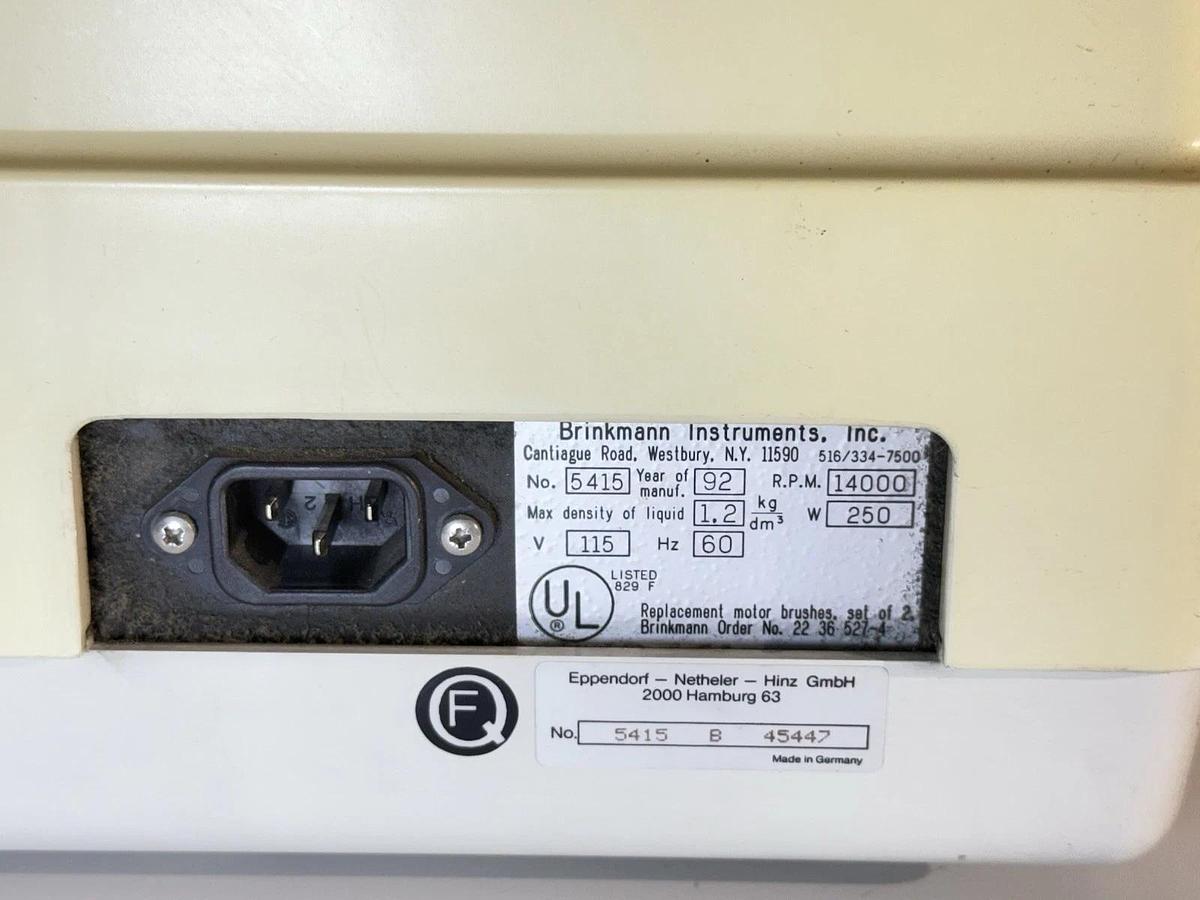 Brinkmann Instruments, Inc.
Cantiague Road, Westbury, N.Y. 11590 516/334-7500
No. 5415 Year of manuf. 92 R.P.M. 14000
Max density of liquid 1.2 kg/dm³ W 250
V 115 Hz 60
UL ® LISTED 829 F
Replacement motor brushes, set of 2
Brinkmann Order No. 22 36 527-4
QF
Eppendorf – Netheler – Hinz GmbH
2000 Hamburg 63
No. 5415 B 45447
Made in Germany